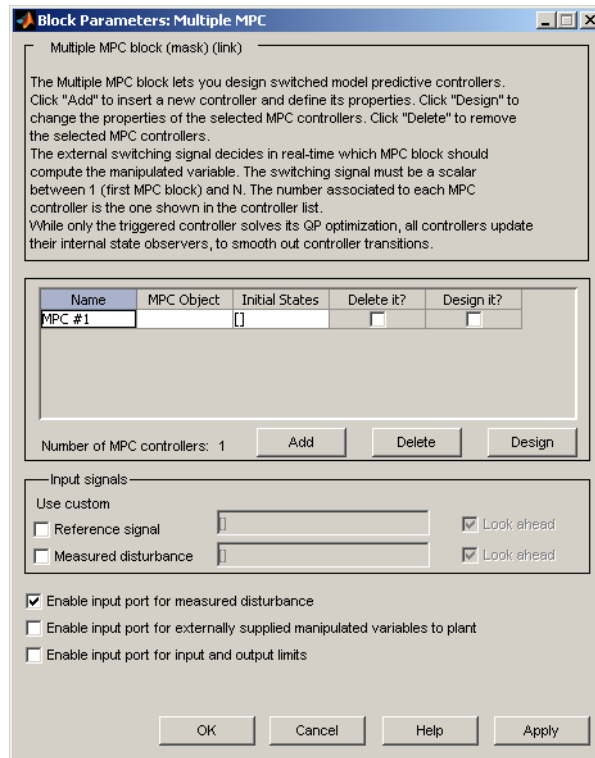 Block Parameters: Multiple MPC
Multiple MPC block (mask) (link)
The Multiple MPC block lets you design switched model predictive controllers.
Click "Add" to insert a new controller and define its properties. Click "Design" to
change the properties of the selected MPC controllers. Click "Delete" to remove
the selected MPC controllers.
The external switching signal decides in real-time which MPC block should
compute the manipulated variable. The switching signal must be a scalar
between 1 (first MPC block) and N. The number associated to each MPC
controller is the one shown in the controller list.
While only the triggered controller solves its QP optimization, all controllers update
their internal state observers, to smooth out controller transitions.
Name MPC Object Initial States Delete it? Design it?
MPC #1 []
Number of MPC controllers: 1 Add Delete Design
Input signals
Use custom
Reference signal [] Look ahead
Measured disturbance [] Look ahead
Enable input port for measured disturbance
Enable input port for externally supplied manipulated variables to plant
Enable input port for input and output limits
OK Cancel Help Apply